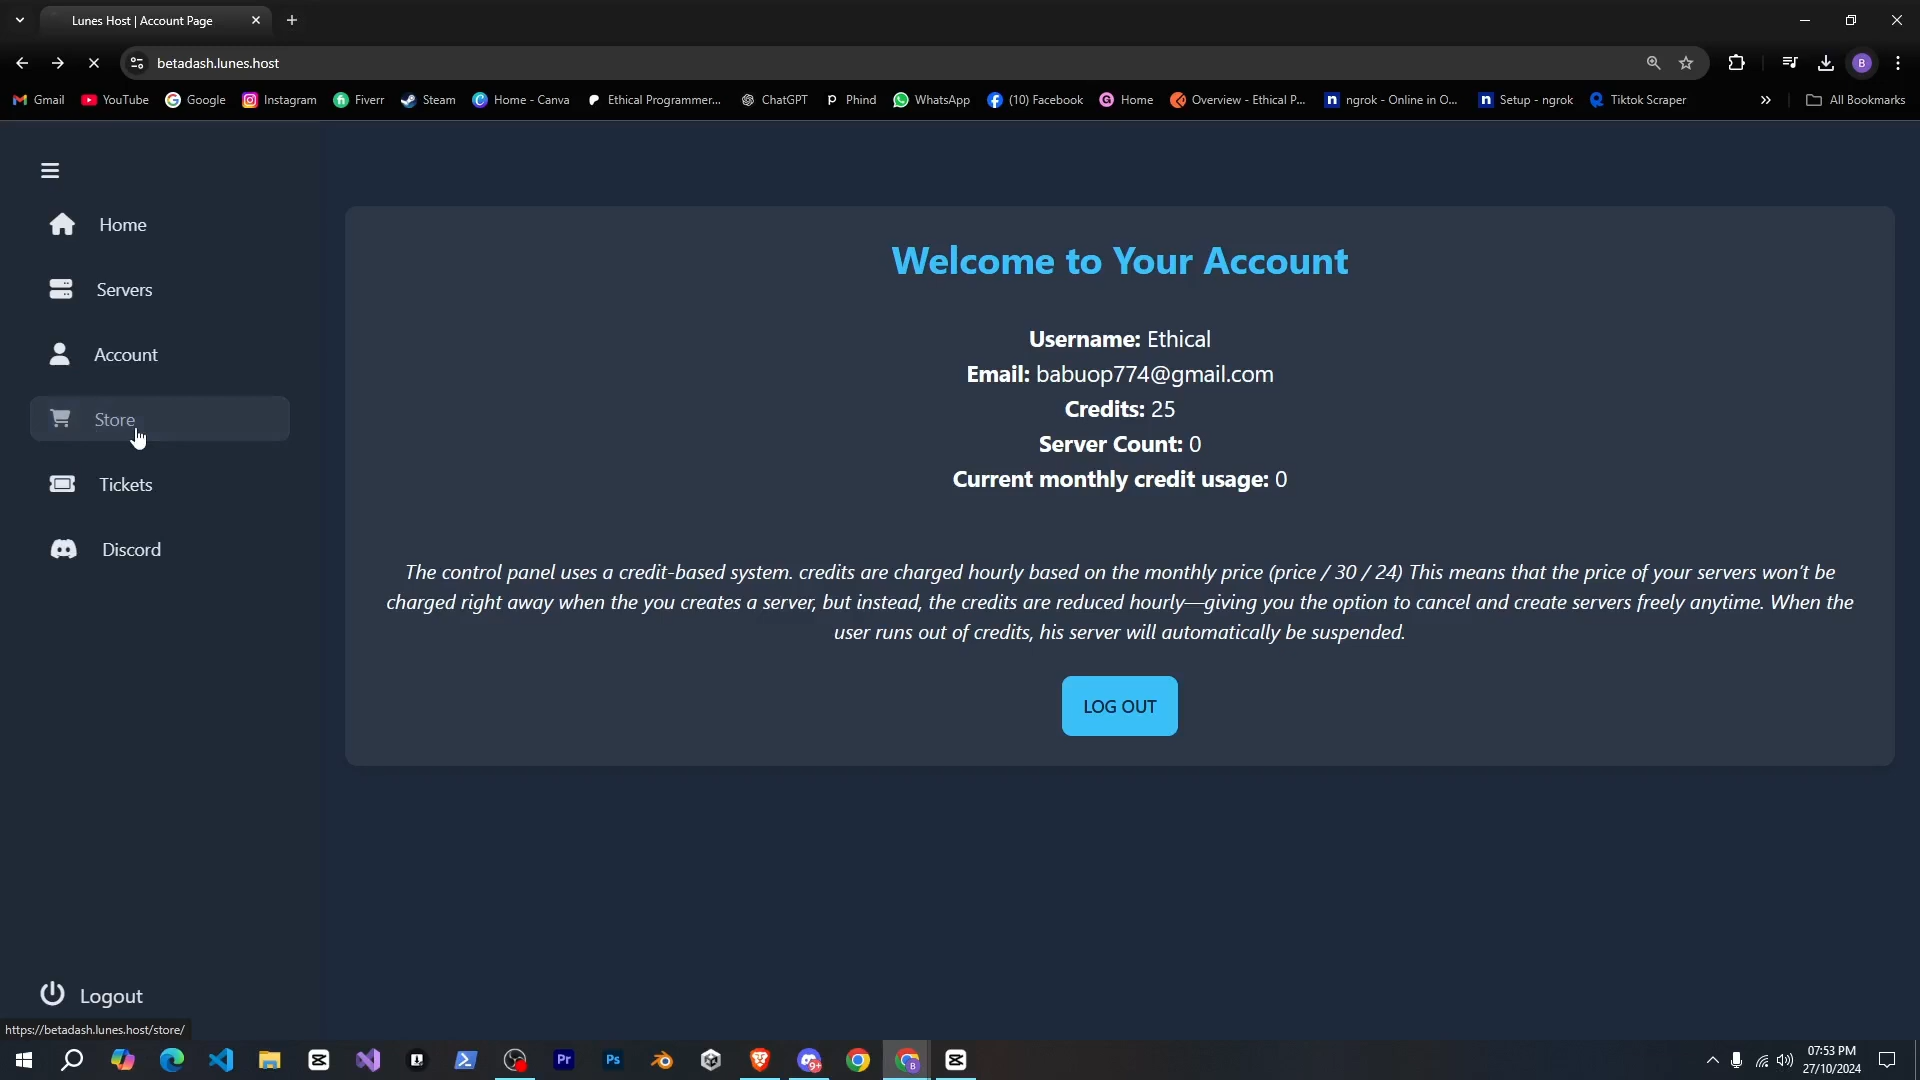 Lunes Host | Account Page
betadash.lunes.host
B
Gmail
YouTube
Google
Instagram
Fiverr
Steam
Home - Canva
Ethical Programmer...
ChatGPT
Phind
WhatsApp
(10) Facebook
Home
Overview - Ethical P...
ngrok - Online in O...
Setup - ngrok
Tiktok Scraper
All Bookmarks
Home
Servers
Account
Store
Tickets
Discord
Logout
Welcome to Your Account
Username: Ethical
Email: babuop774@gmail.com
Credits: 25
Server Count: 0
Current monthly credit usage: 0
The control panel uses a credit-based system. credits are charged hourly based on the monthly price (price / 30 / 24) This means that the price of your servers won't be
charged right away when the you creates a server, but instead, the credits are reduced hourly—giving you the option to cancel and create servers freely anytime. When the
user runs out of credits, his server will automatically be suspended.
LOG OUT
https://betadash.lunes.host/store/
Pr
Ps
9+
B
07:53 PM
27/10/2024